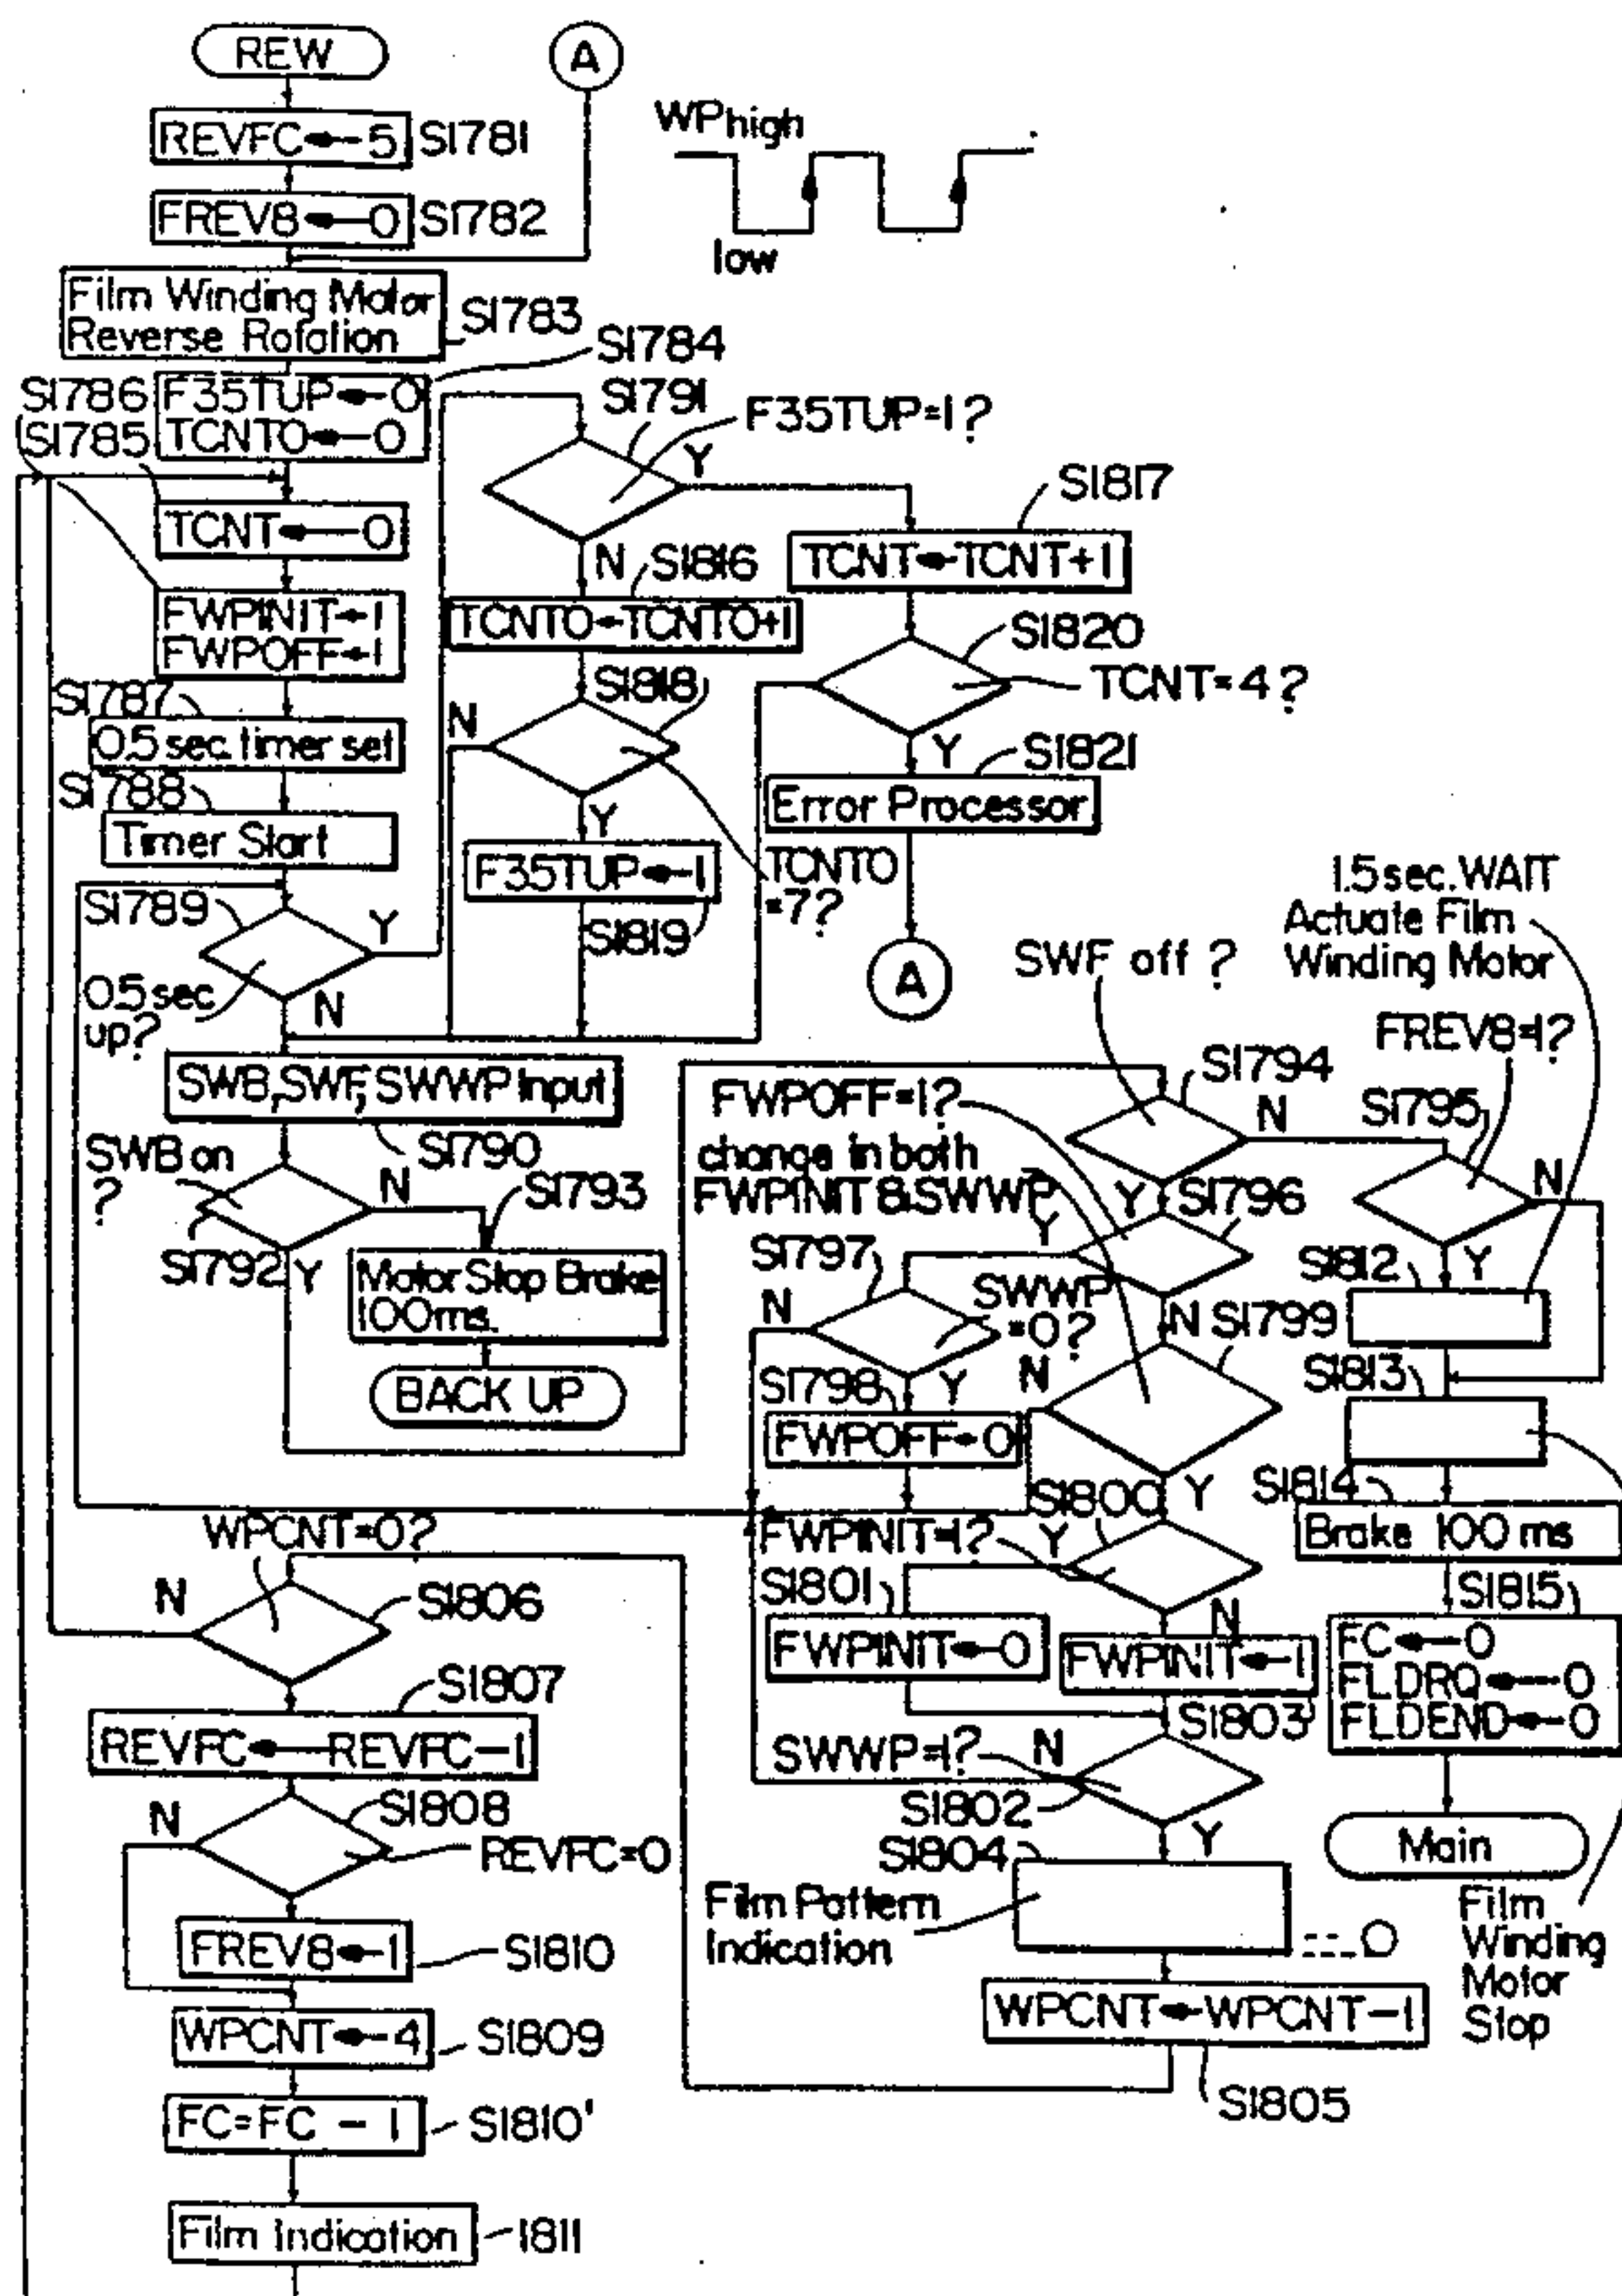 REW
A
REVFC←5 S1781
FREV8←0 S1782
WPhigh
low
Film Winding Motor
Reverse Rotation
S1783
S1784
F35TUP←0
TCNT0←0
S1786
S1785
TCNT←0
FWPINIT←1
FWPOFF←1
S1787
0.5 sec. timer set
S1788
Timer Start
S1789
Y
N
0.5 sec
up?
S1791
F35TUP=1?
Y
N
S1816
TCNT0←TCNT0+1
S1818
N
Y
F35TUP←1
S1819
TCNT0
=7?
S1817
TCNT←TCNT+1
S1820
TCNT=4?
Y
S1821
Error Processor
A
SWB, SWF, SWWP Input
S1790
SWB on
?
N
S1792
Y
S1793
Motor Stop Brake
100ms.
BACK UP
SWF off ?
S1794
N
Y
1.5 sec. WAIT
Actuate Film
Winding Motor
FREV8=1?
S1795
N
Y
S1812
S1813
S1814
Brake 100 ms
S1815
FC←0
FLDRQ←0
FLDEND←0
Main
Film
Winding
Motor
Stop
FWPOFF=1?
change in both
FWPINIT & SWWP
Y
S1796
N
S1797
N
SWWP
=0?
Y
S1798
FWPOFF←0
S1799
N
Y
S1800
FWPINIT=1?
Y
N
S1801
FWPINIT←0
FWPINIT←1
S1803
SWWP=1?
N
S1802
Y
S1804
Film Pattern
Indication
WPCNT←WPCNT-1
S1805
WPCNT=0?
N
S1806
S1807
REVFC←REVFC-1
N
S1808
REVFC=0
FREV8←1
S1810
WPCNT←4
S1809
FC=FC - 1
S1810'
Film Indication
1811